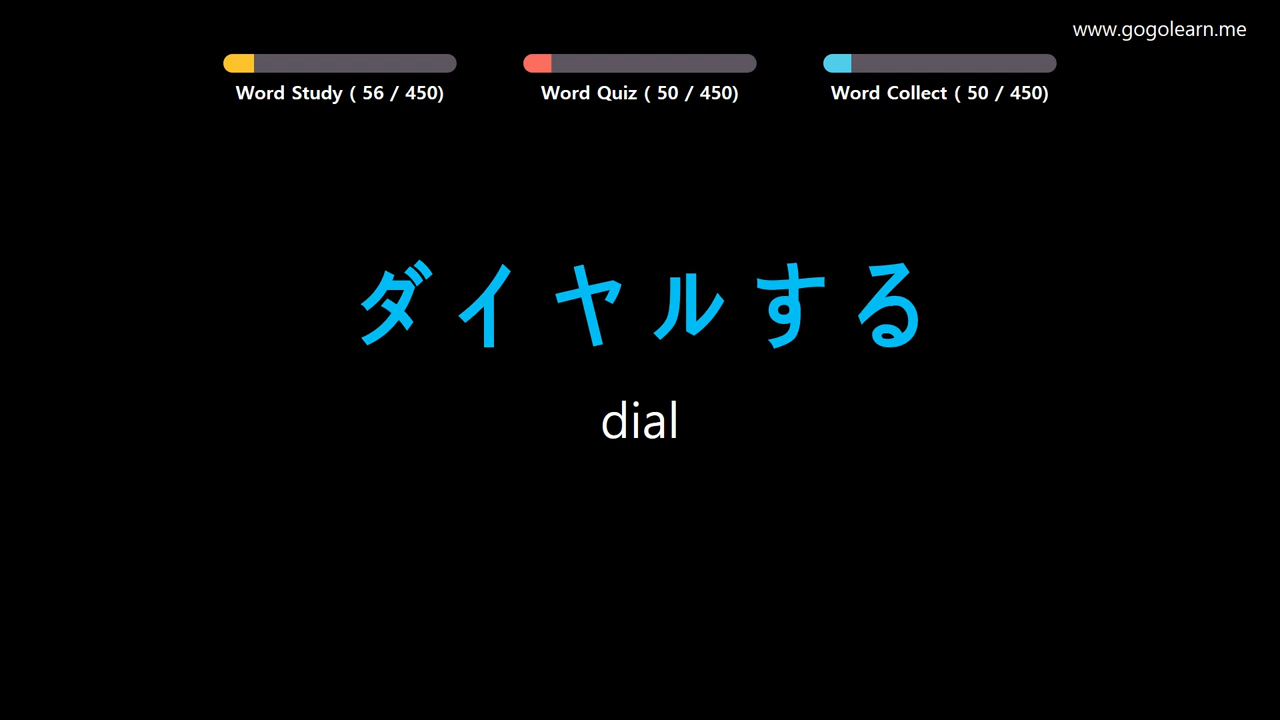 www.gogolearn.me
Word Study ( 56 / 450)
Word Quiz ( 50 / 450)
Word Collect ( 50 / 450)
ダイヤルする
dial